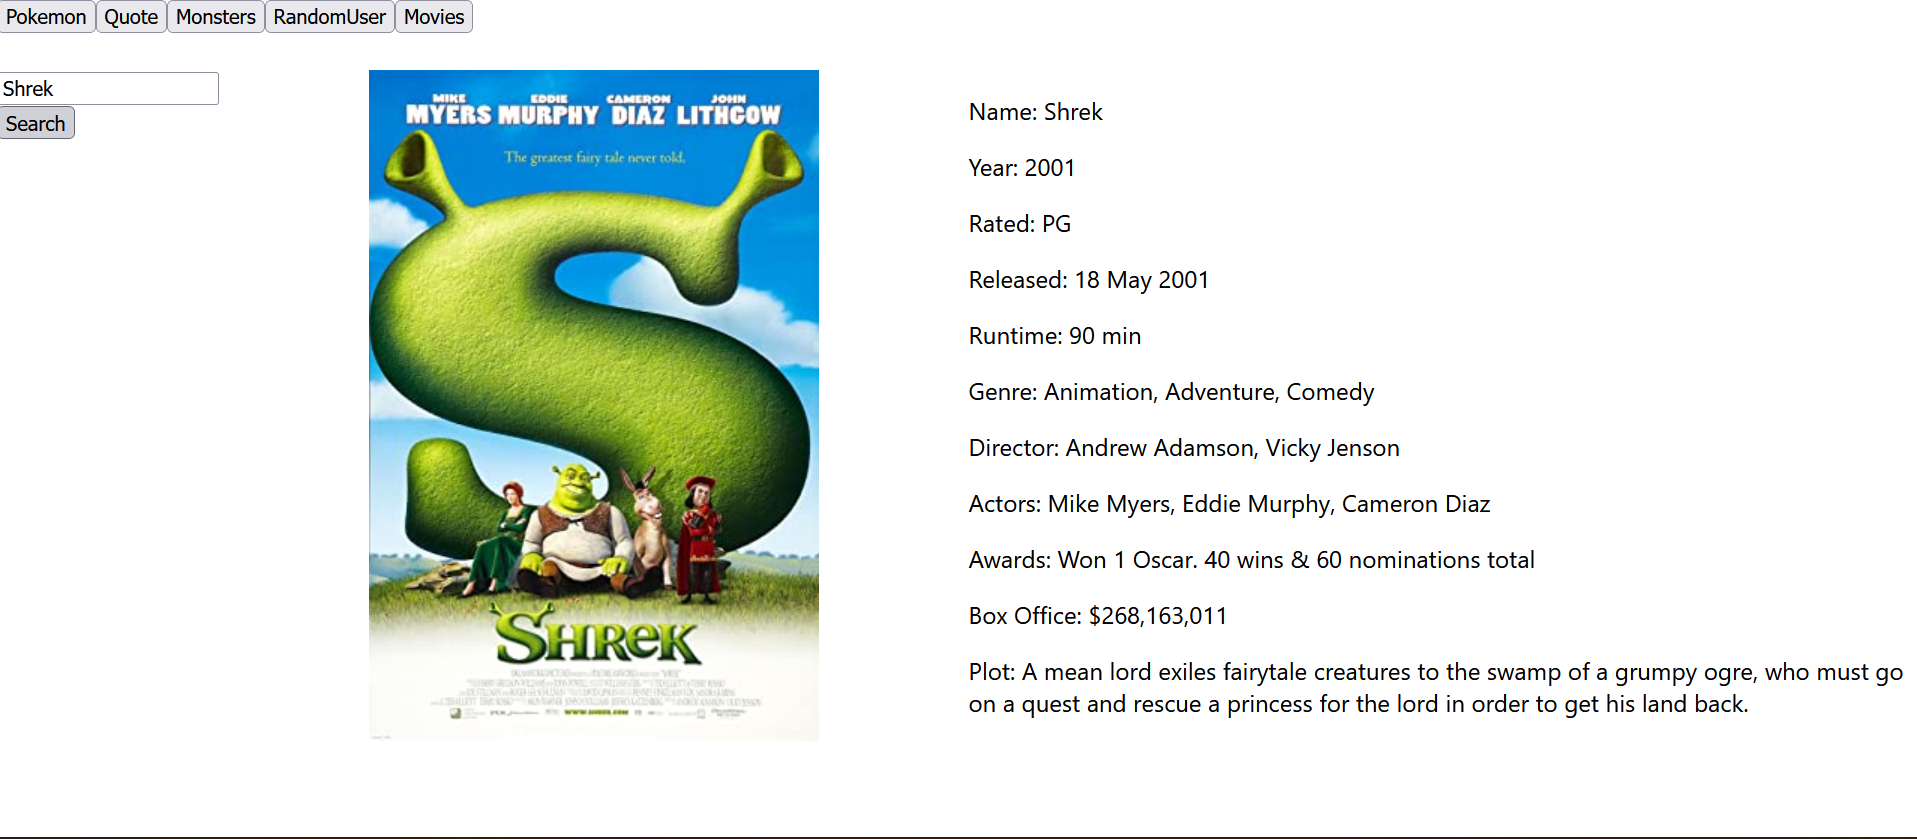 Pokemon Quote Monsters RandomUser Movies
Shrek
Search
MIKE MYERS EDDIE MURPHY CAMERON DIAZ JOHN LITHGOW
The greatest fairy tale never told.
SHREK
WWW.SHREK.COM
Name: Shrek
Year: 2001
Rated: PG
Released: 18 May 2001
Runtime: 90 min
Genre: Animation, Adventure, Comedy
Director: Andrew Adamson, Vicky Jenson
Actors: Mike Myers, Eddie Murphy, Cameron Diaz
Awards: Won 1 Oscar. 40 wins & 60 nominations total
Box Office: $268,163,011
Plot: A mean lord exiles fairytale creatures to the swamp of a grumpy ogre, who must go
on a quest and rescue a princess for the lord in order to get his land back.